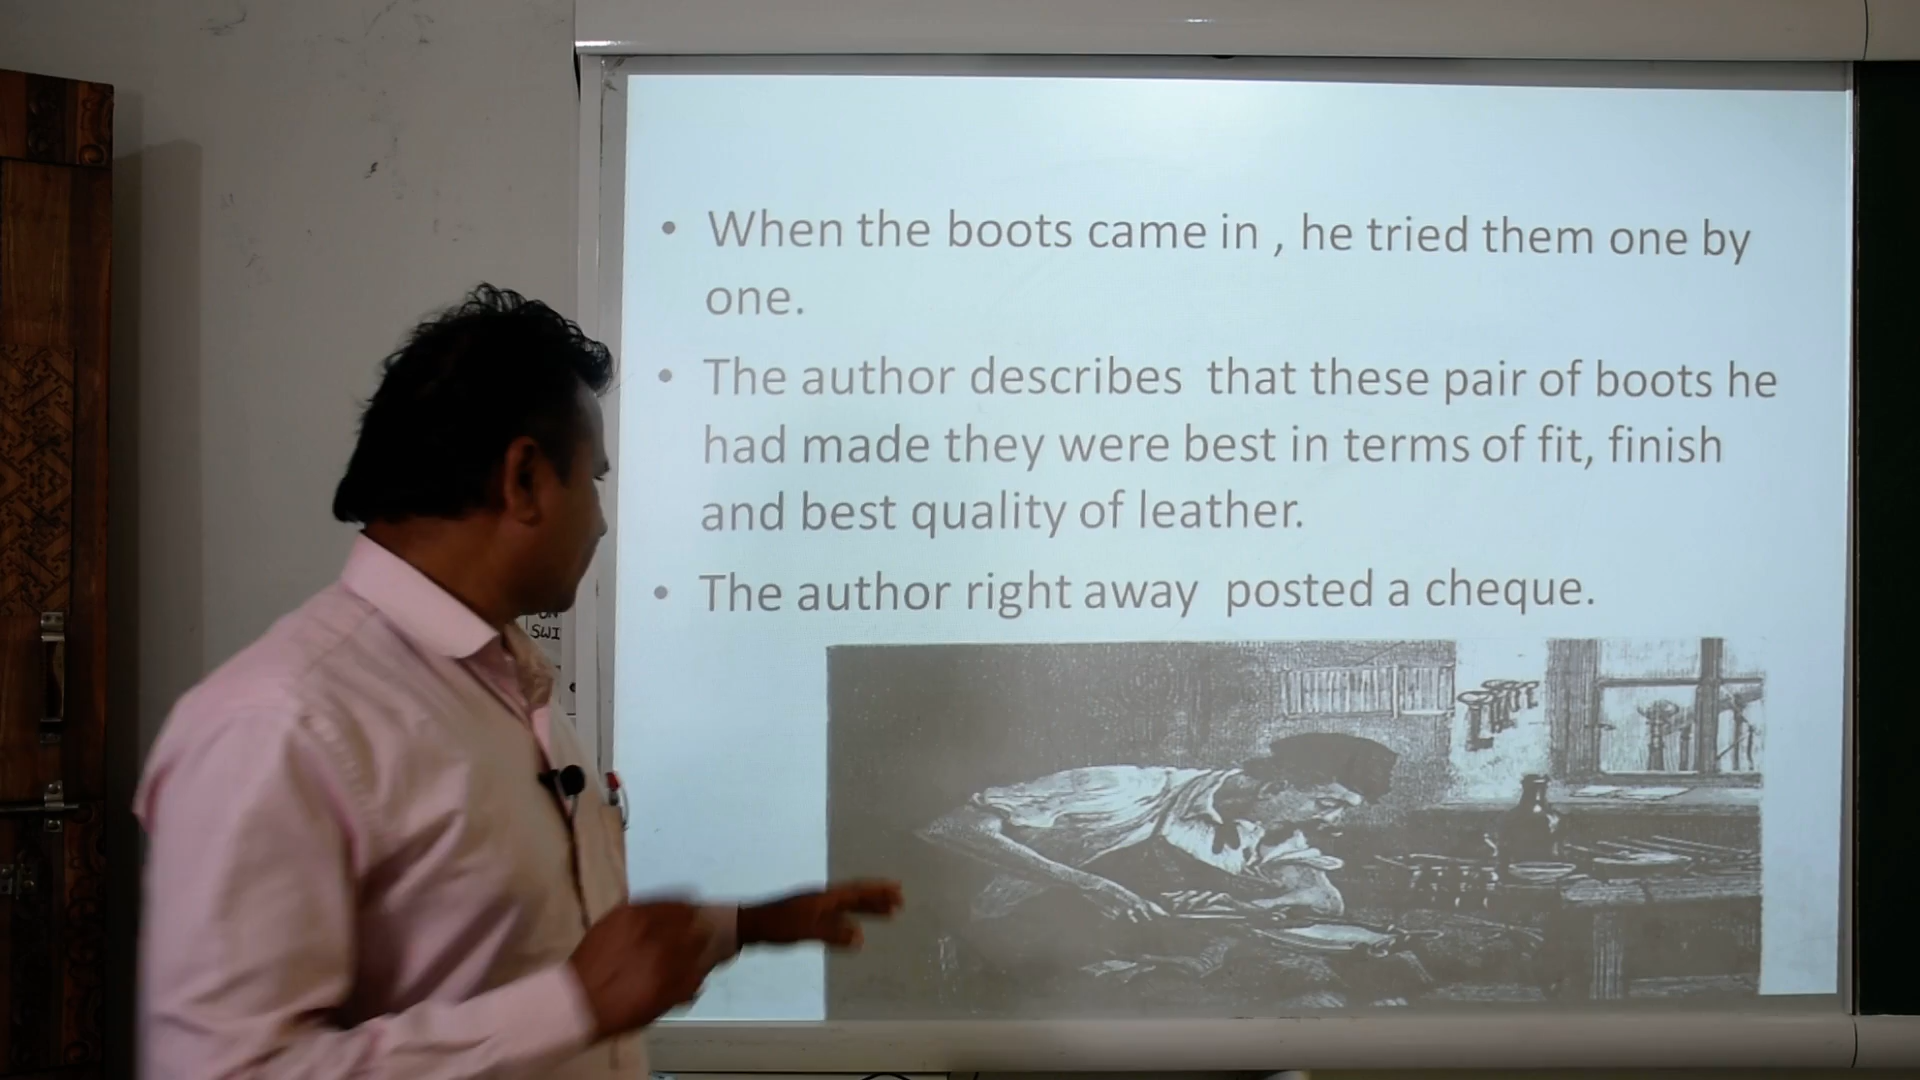 • When the boots came in , he tried them one by
one.
• The author describes that these pair of boots he
had made they were best in terms of fit, finish
and best quality of leather.
• The author right away posted a cheque.
SWI